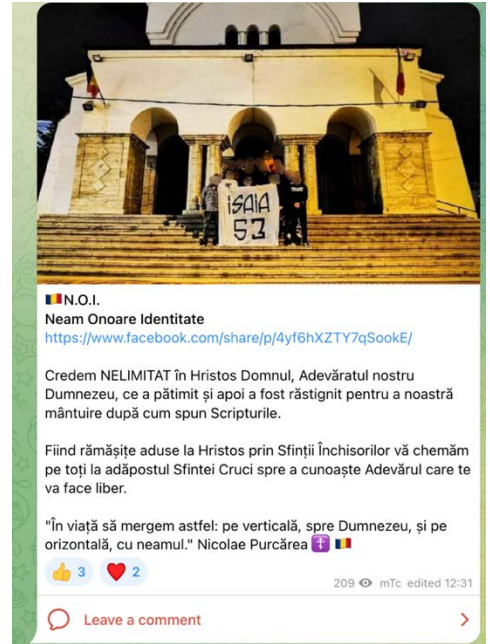 ISAIA
53
🇷🇴N.O.I.
Neam Onoare Identitate
https://www.facebook.com/share/p/4yf6hXZTY7qSookE/
Credem NELIMITAT în Hristos Domnul, Adevăratul nostru
Dumnezeu, ce a pătimit și apoi a fost răstignit pentru a noastră
mântuire după cum spun Scripturile.
Fiind rămășițe aduse la Hristos prin Sfinții Închisorilor vă chemăm
pe toți la adăpostul Sfintei Cruci spre a cunoaște Adevărul care te
va face liber.
"În viață să mergem astfel: pe verticală, spre Dumnezeu, și pe
orizontală, cu neamul." Nicolae Purcărea ☦️ 🇷🇴
👍 3 ❤️ 2
209 👁 mTc edited 12:31
Leave a comment